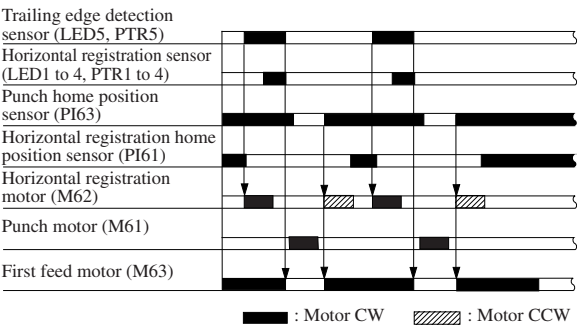 Trailing edge detection
sensor (LED5, PTR5)
Horizontal registration sensor
(LED1 to 4, PTR1 to 4)
Punch home position
sensor (PI63)
Horizontal registration home
position sensor (PI61)
Horizontal registration
motor (M62)
Punch motor (M61)
First feed motor (M63)
: Motor CW : Motor CCW